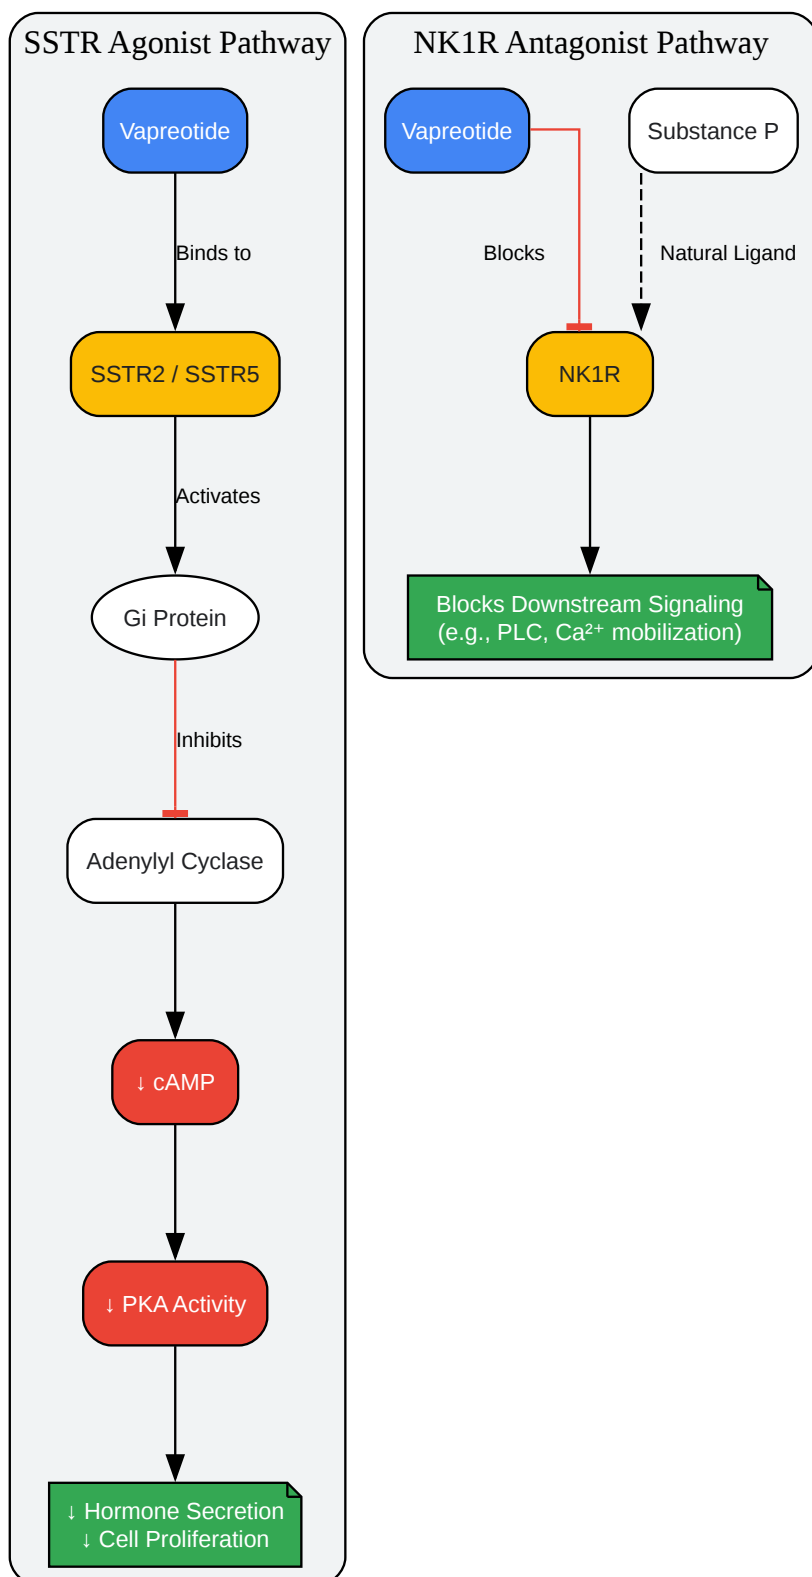 SSTR Agonist Pathway
Vapreotide
Binds to
SSTR2 / SSTR5
Activates
Gi Protein
Inhibits
Adenylyl Cyclase
↓ cAMP
↓ PKA Activity
↓ Hormone Secretion
↓ Cell Proliferation
NK1R Antagonist Pathway
Vapreotide
Substance P
Blocks
Natural Ligand
NK1R
Blocks Downstream Signaling
(e.g., PLC, Ca²⁺ mobilization)